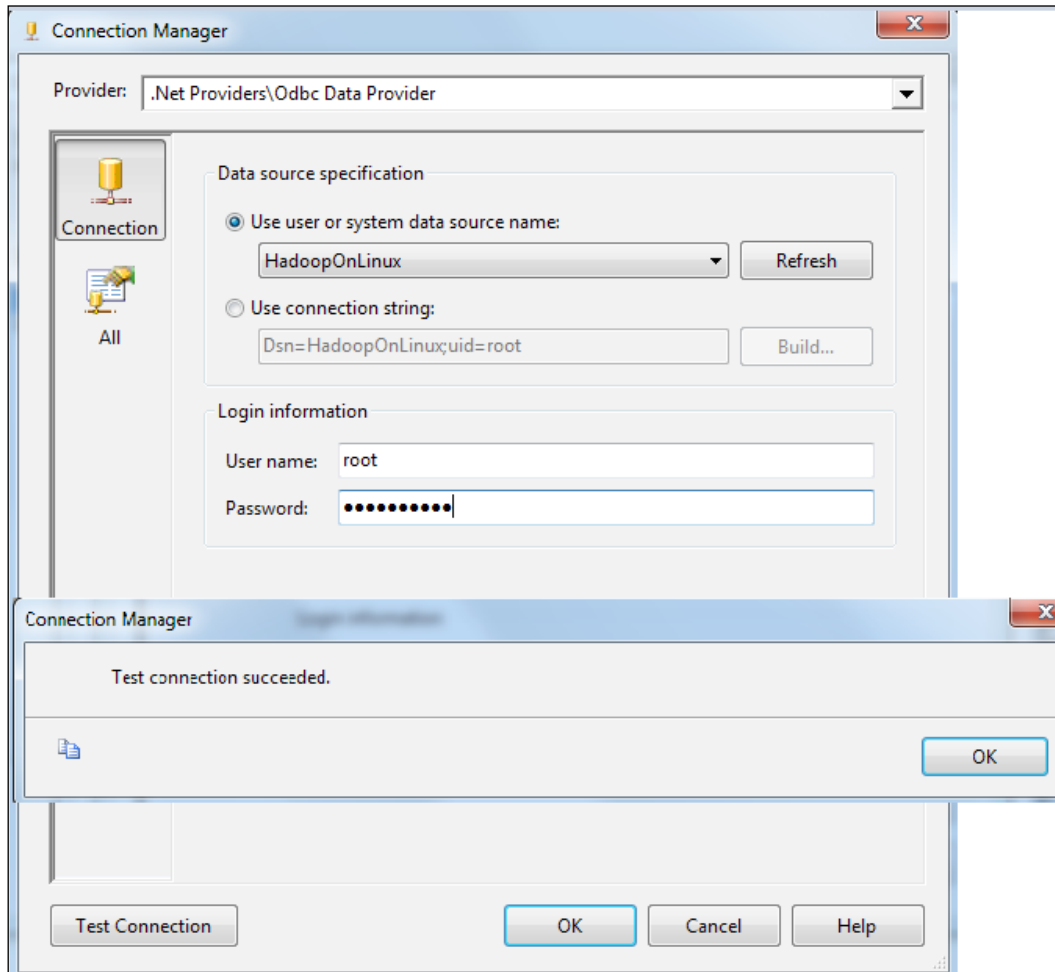 Connection Manager
Provider: .Net Providers\Odbc Data Provider
Connection
All
Data source specification
Use user or system data source name:
HadoopOnLinux Refresh
Use connection string:
Dsn=HadoopOnLinux;uid=root Build...
Login information
User name: root
Password: ●●●●●●●●●●
Connection Manager
Login information
Test connection succeeded.
OK
Test Connection OK Cancel Help